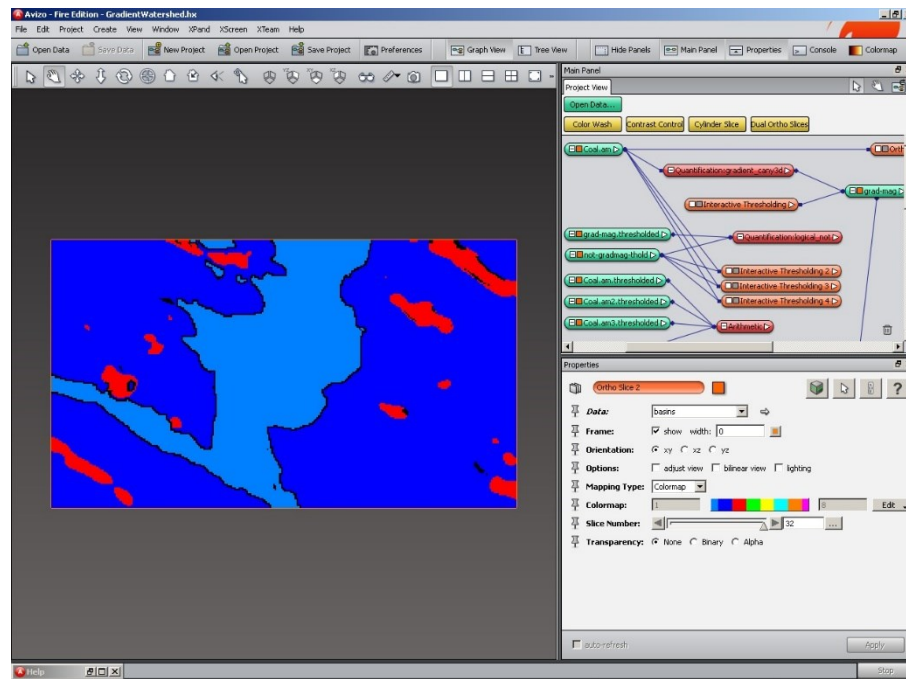 Avizo - Fire Edition - GradientWatershed.hx
File Edit Project Create View Window XPand XScreen XTeam Help
Open Data Save Data New Project Open Project Save Project Preferences Graph View Tree View Hide Panels Main Panel Properties Console Colormap
Main Panel
Project View
Open Data...
Color Wash Contrast Control Cylinder Slice Dual Ortho Slices
Coal.am Orth
Quantification:gradient_cany3d
grad-mag
Interactive Thresholding
grad-mag.thresholded Quantification:logical_not
not-gradmag-thold
Interactive Thresholding 2
Coal.am.thresholded Interactive Thresholding 3
Coal.am2.thresholded Interactive Thresholding 4
Coal.am3.thresholded Arithmetic
Properties
Ortho Slice 2 ?
Data: basins
Frame: show width: 0
Orientation: xy xz yz
Options: adjust view bilinear view lighting
Mapping Type: Colormap
Colormap: 1 8 Edit
Slice Number: 32 ...
Transparency: None Binary Alpha
auto-refresh Apply
Help Stop